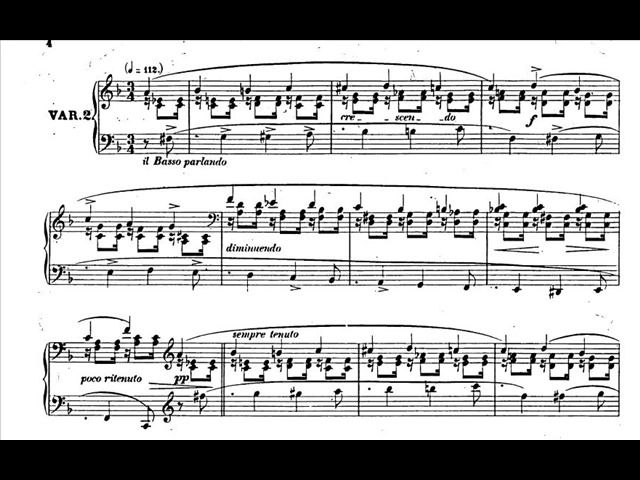 4
(♩=112.)
VAR.2.
cre - scen - do
f
il Basso parlando
diminuendo
sempre tenuto
poco ritenuto
pp